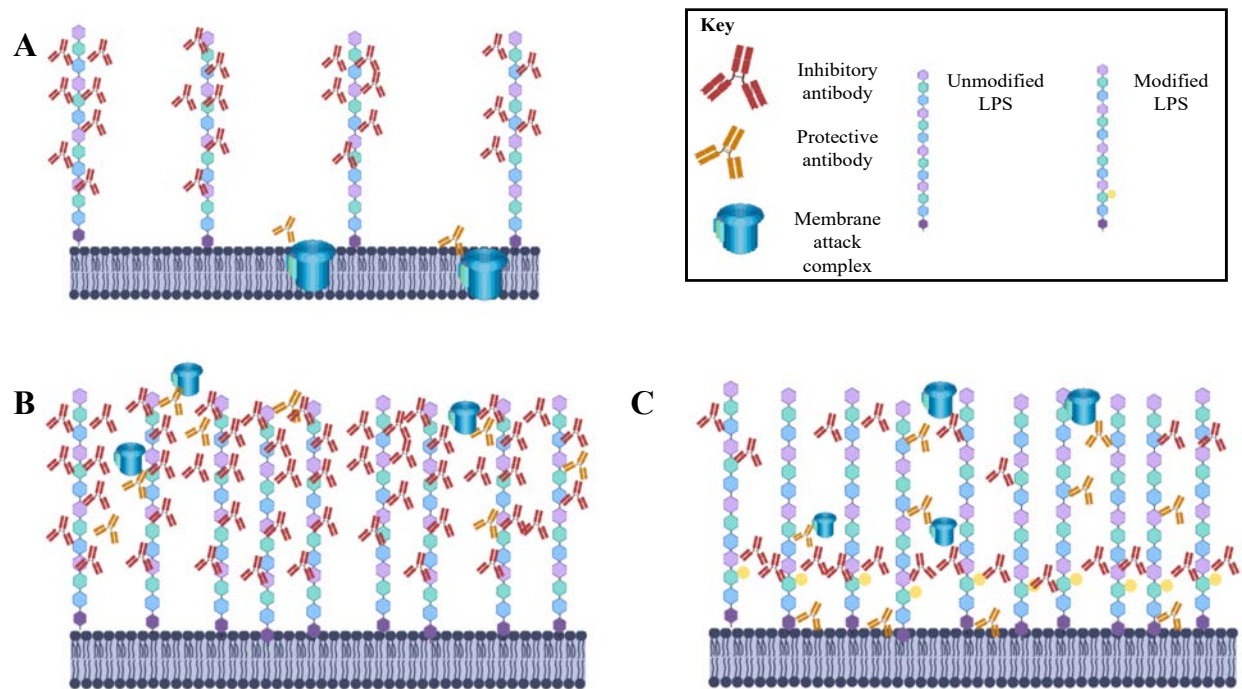 A
Key
Inhibitory
antibody
Unmodified
LPS
Modified
LPS
Protective
antibody
Membrane
attack
complex
B
C